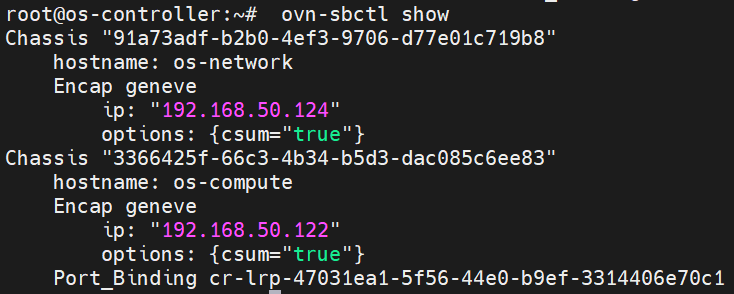 root@os-controller:~#  ovn-sbctl show
Chassis "91a73adf-b2b0-4ef3-9706-d77e01c719b8"
    hostname: os-network
    Encap geneve
        ip: "192.168.50.124"
        options: {csum="true"}
Chassis "3366425f-66c3-4b34-b5d3-dac085c6ee83"
    hostname: os-compute
    Encap geneve
        ip: "192.168.50.122"
        options: {csum="true"}
    Port_Binding cr-lrp-47031ea1-5f56-44e0-b9ef-3314406e70c1